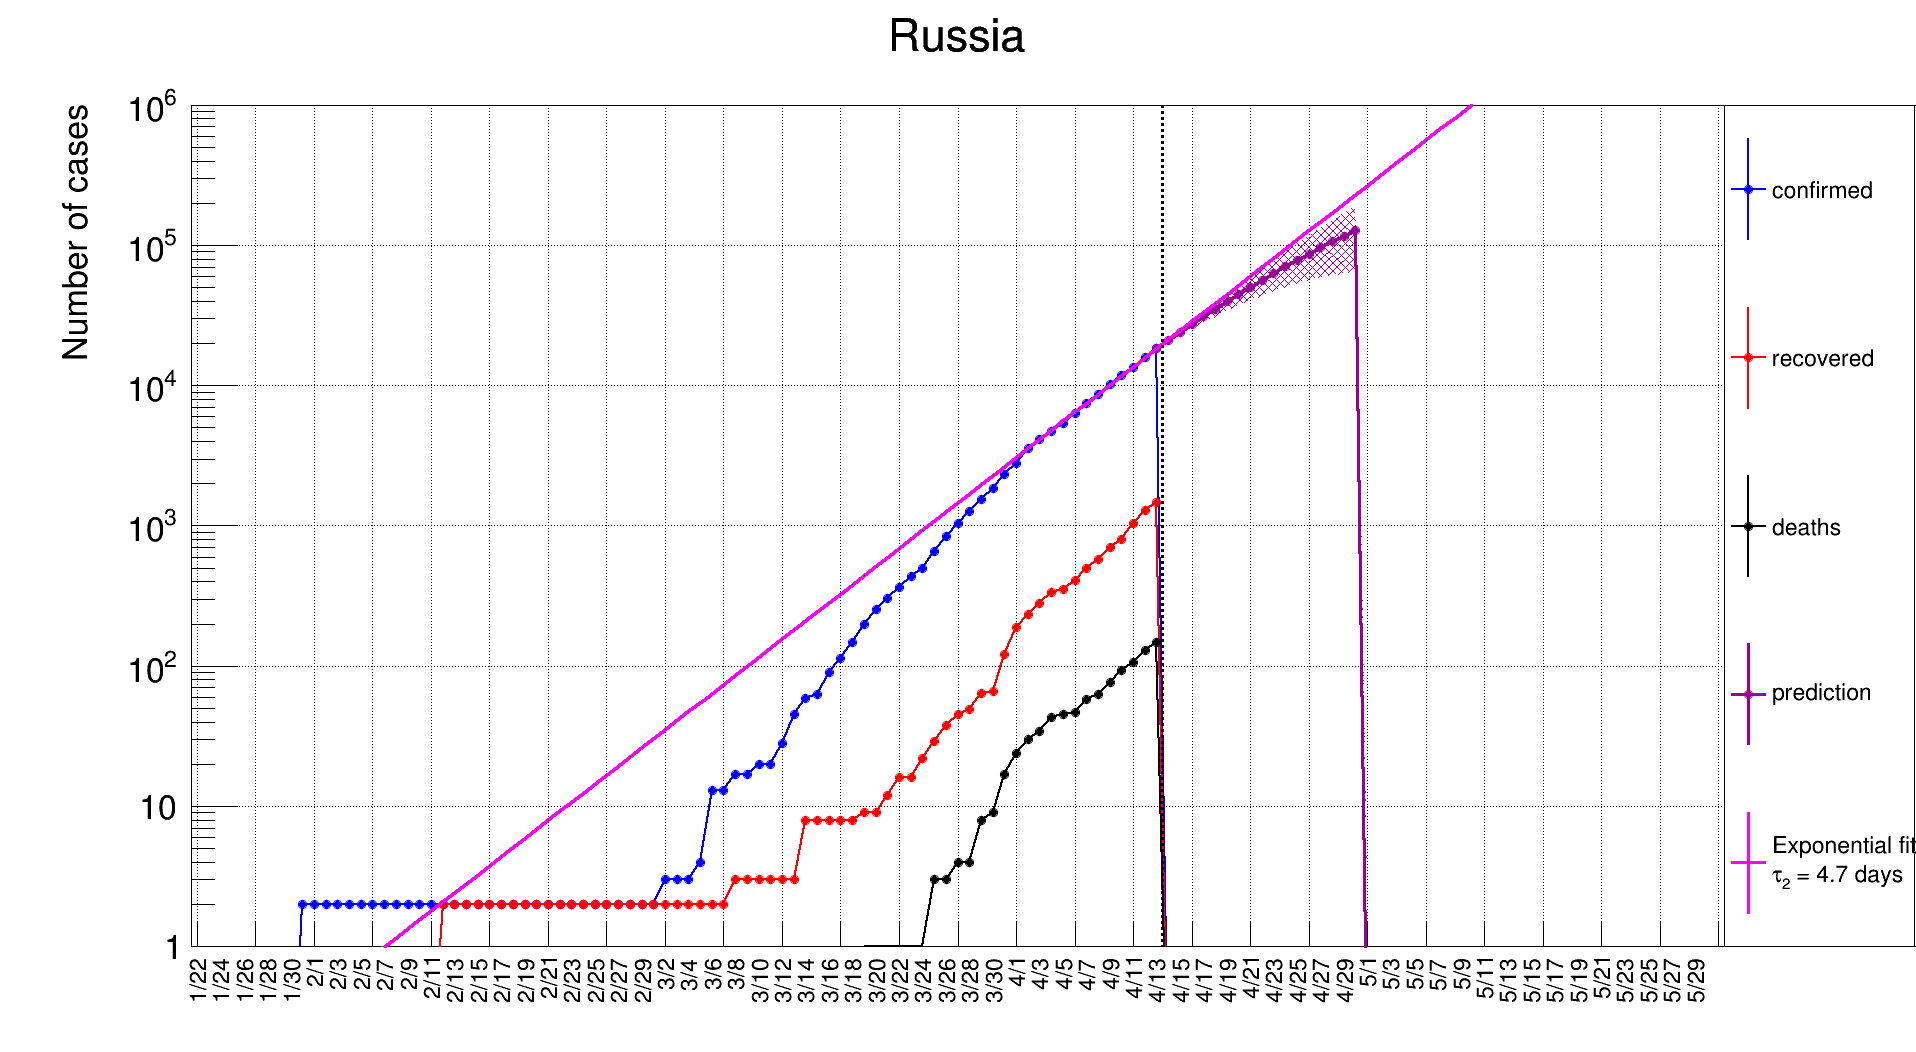 Russia
Number of cases
10^6
10^5
10^4
10^3
10^2
10
1
1/22 1/24 1/26 1/28 1/30 2/1 2/3 2/5 2/7 2/9 2/11 2/13 2/15 2/17 2/19 2/21 2/23 2/25 2/27 2/29 3/2 3/4 3/6 3/8 3/10 3/12 3/14 3/16 3/18 3/20 3/22 3/24 3/26 3/28 3/30 4/1 4/3 4/5 4/7 4/9 4/11 4/13 4/15 4/17 4/19 4/21 4/23 4/25 4/27 4/29 5/1 5/3 5/5 5/7 5/9 5/11 5/13 5/15 5/17 5/19 5/21 5/23 5/25 5/27 5/29
confirmed
recovered
deaths
prediction
Exponential fit
τ₂ = 4.7 days